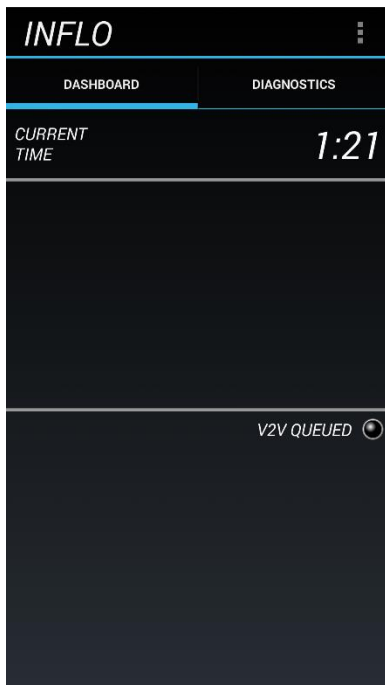 INFLO
DASHBOARD DIAGNOSTICS
CURRENT
TIME
1:21
V2V QUEUED